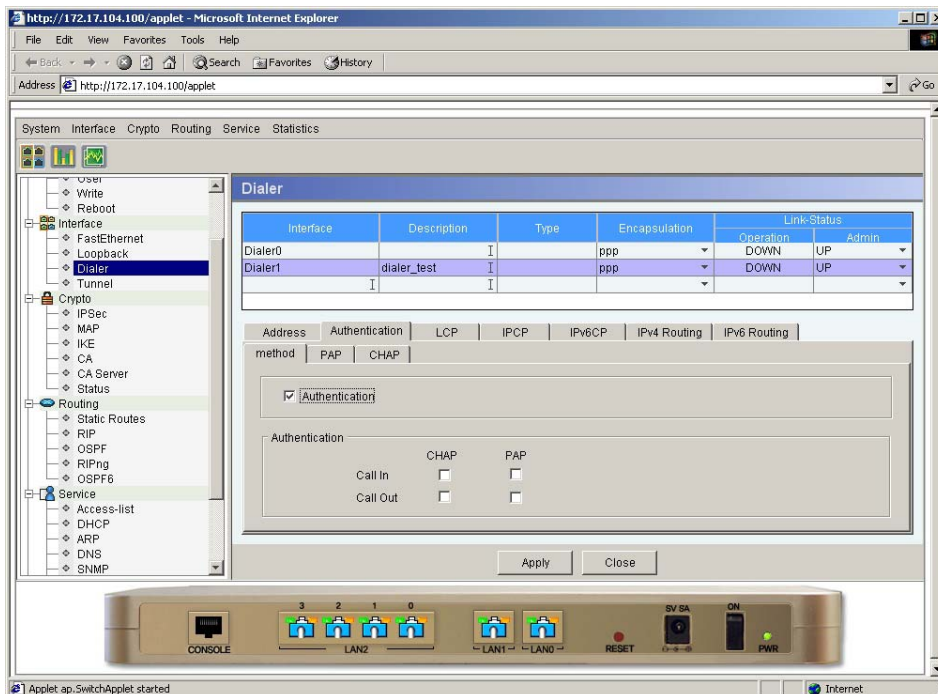 http://172.17.104.100/applet - Microsoft Internet Explorer
File Edit View Favorites Tools Help
Back Search Favorites History
Address http://172.17.104.100/applet Go
System Interface Crypto Routing Service Statistics
User
Write
Reboot
Interface
FastEthernet
Loopback
Dialer
Tunnel
Crypto
IPSec
MAP
IKE
CA
CA Server
Status
Routing
Static Routes
RIP
OSPF
RIPng
OSPF6
Service
Access-list
DHCP
ARP
DNS
SNMP
Dialer
Interface Description Type Encapsulation Link-Status
Operation Admin
Dialer0 ppp DOWN UP
Dialer1 dialer_test ppp DOWN UP
Address Authentication LCP IPCP IPv6CP IPv4 Routing IPv6 Routing
method PAP CHAP
Authentication
Authentication
CHAP PAP
Call In
Call Out
Apply Close
3 2 1 0 5V 5A ON
CONSOLE LAN2 LAN1 LAN0 RESET PWR
Applet ap.SwitchApplet started Internet